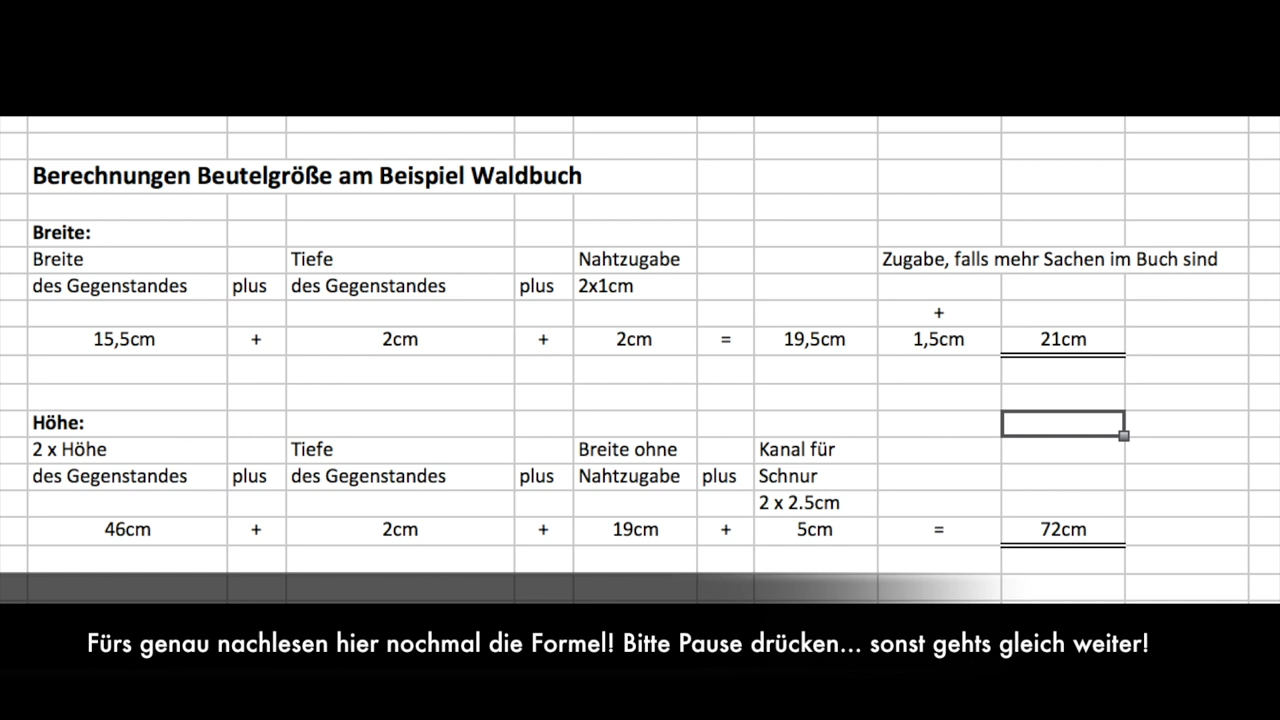 Berechnungen Beutelgröße am Beispiel Waldbuch
Breite:
Breite Tiefe Nahtzugabe Zugabe, falls mehr Sachen im Buch sind
des Gegenstandes plus des Gegenstandes plus 2x1cm
+
15,5cm + 2cm + 2cm = 19,5cm 1,5cm 21cm
Höhe:
2 x Höhe Tiefe Breite ohne Kanal für
des Gegenstandes plus des Gegenstandes plus Nahtzugabe plus Schnur
2 x 2.5cm
46cm + 2cm + 19cm + 5cm = 72cm
Fürs genau nachlesen hier nochmal die Formel! Bitte Pause drücken... sonst gehts gleich weiter!